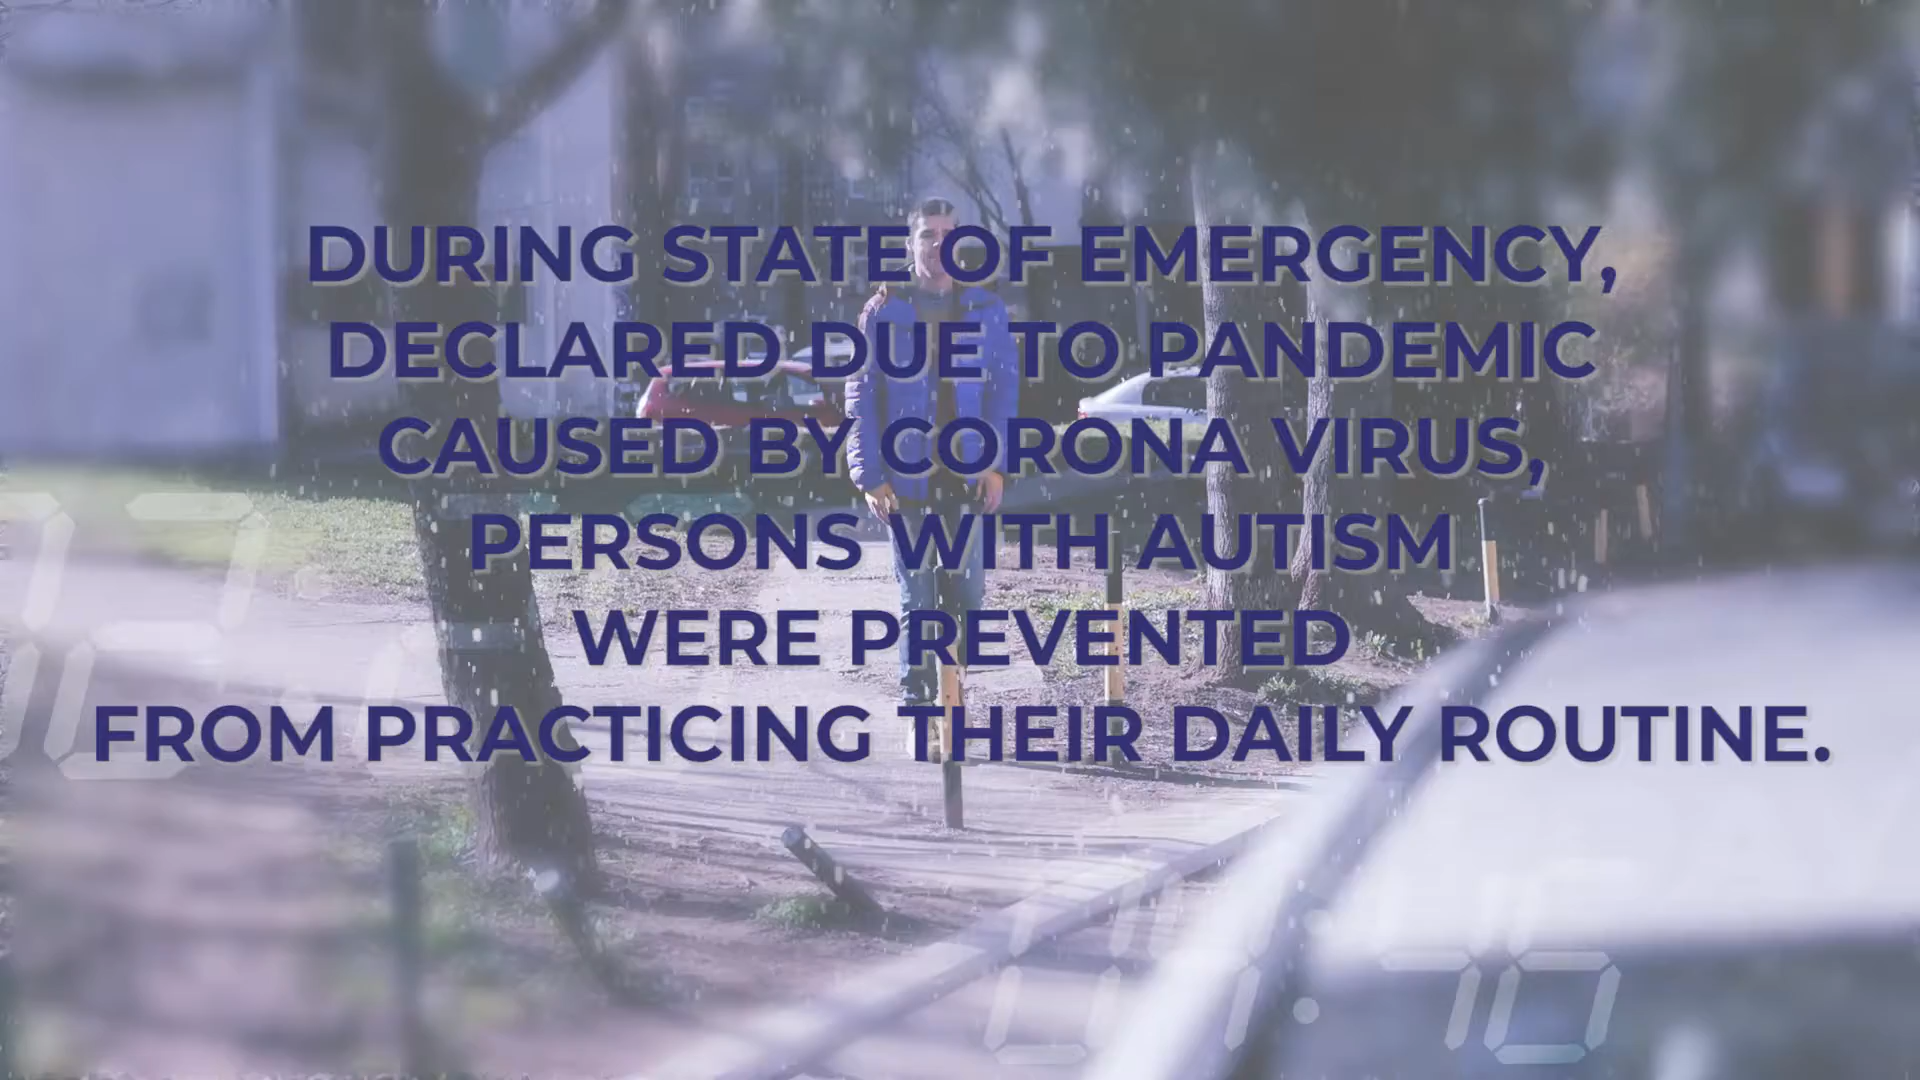 DURING STATE OF EMERGENCY,
DECLARED DUE TO PANDEMIC
CAUSED BY CORONA VIRUS,
PERSONS WITH AUTISM
WERE PREVENTED
FROM PRACTICING THEIR DAILY ROUTINE.